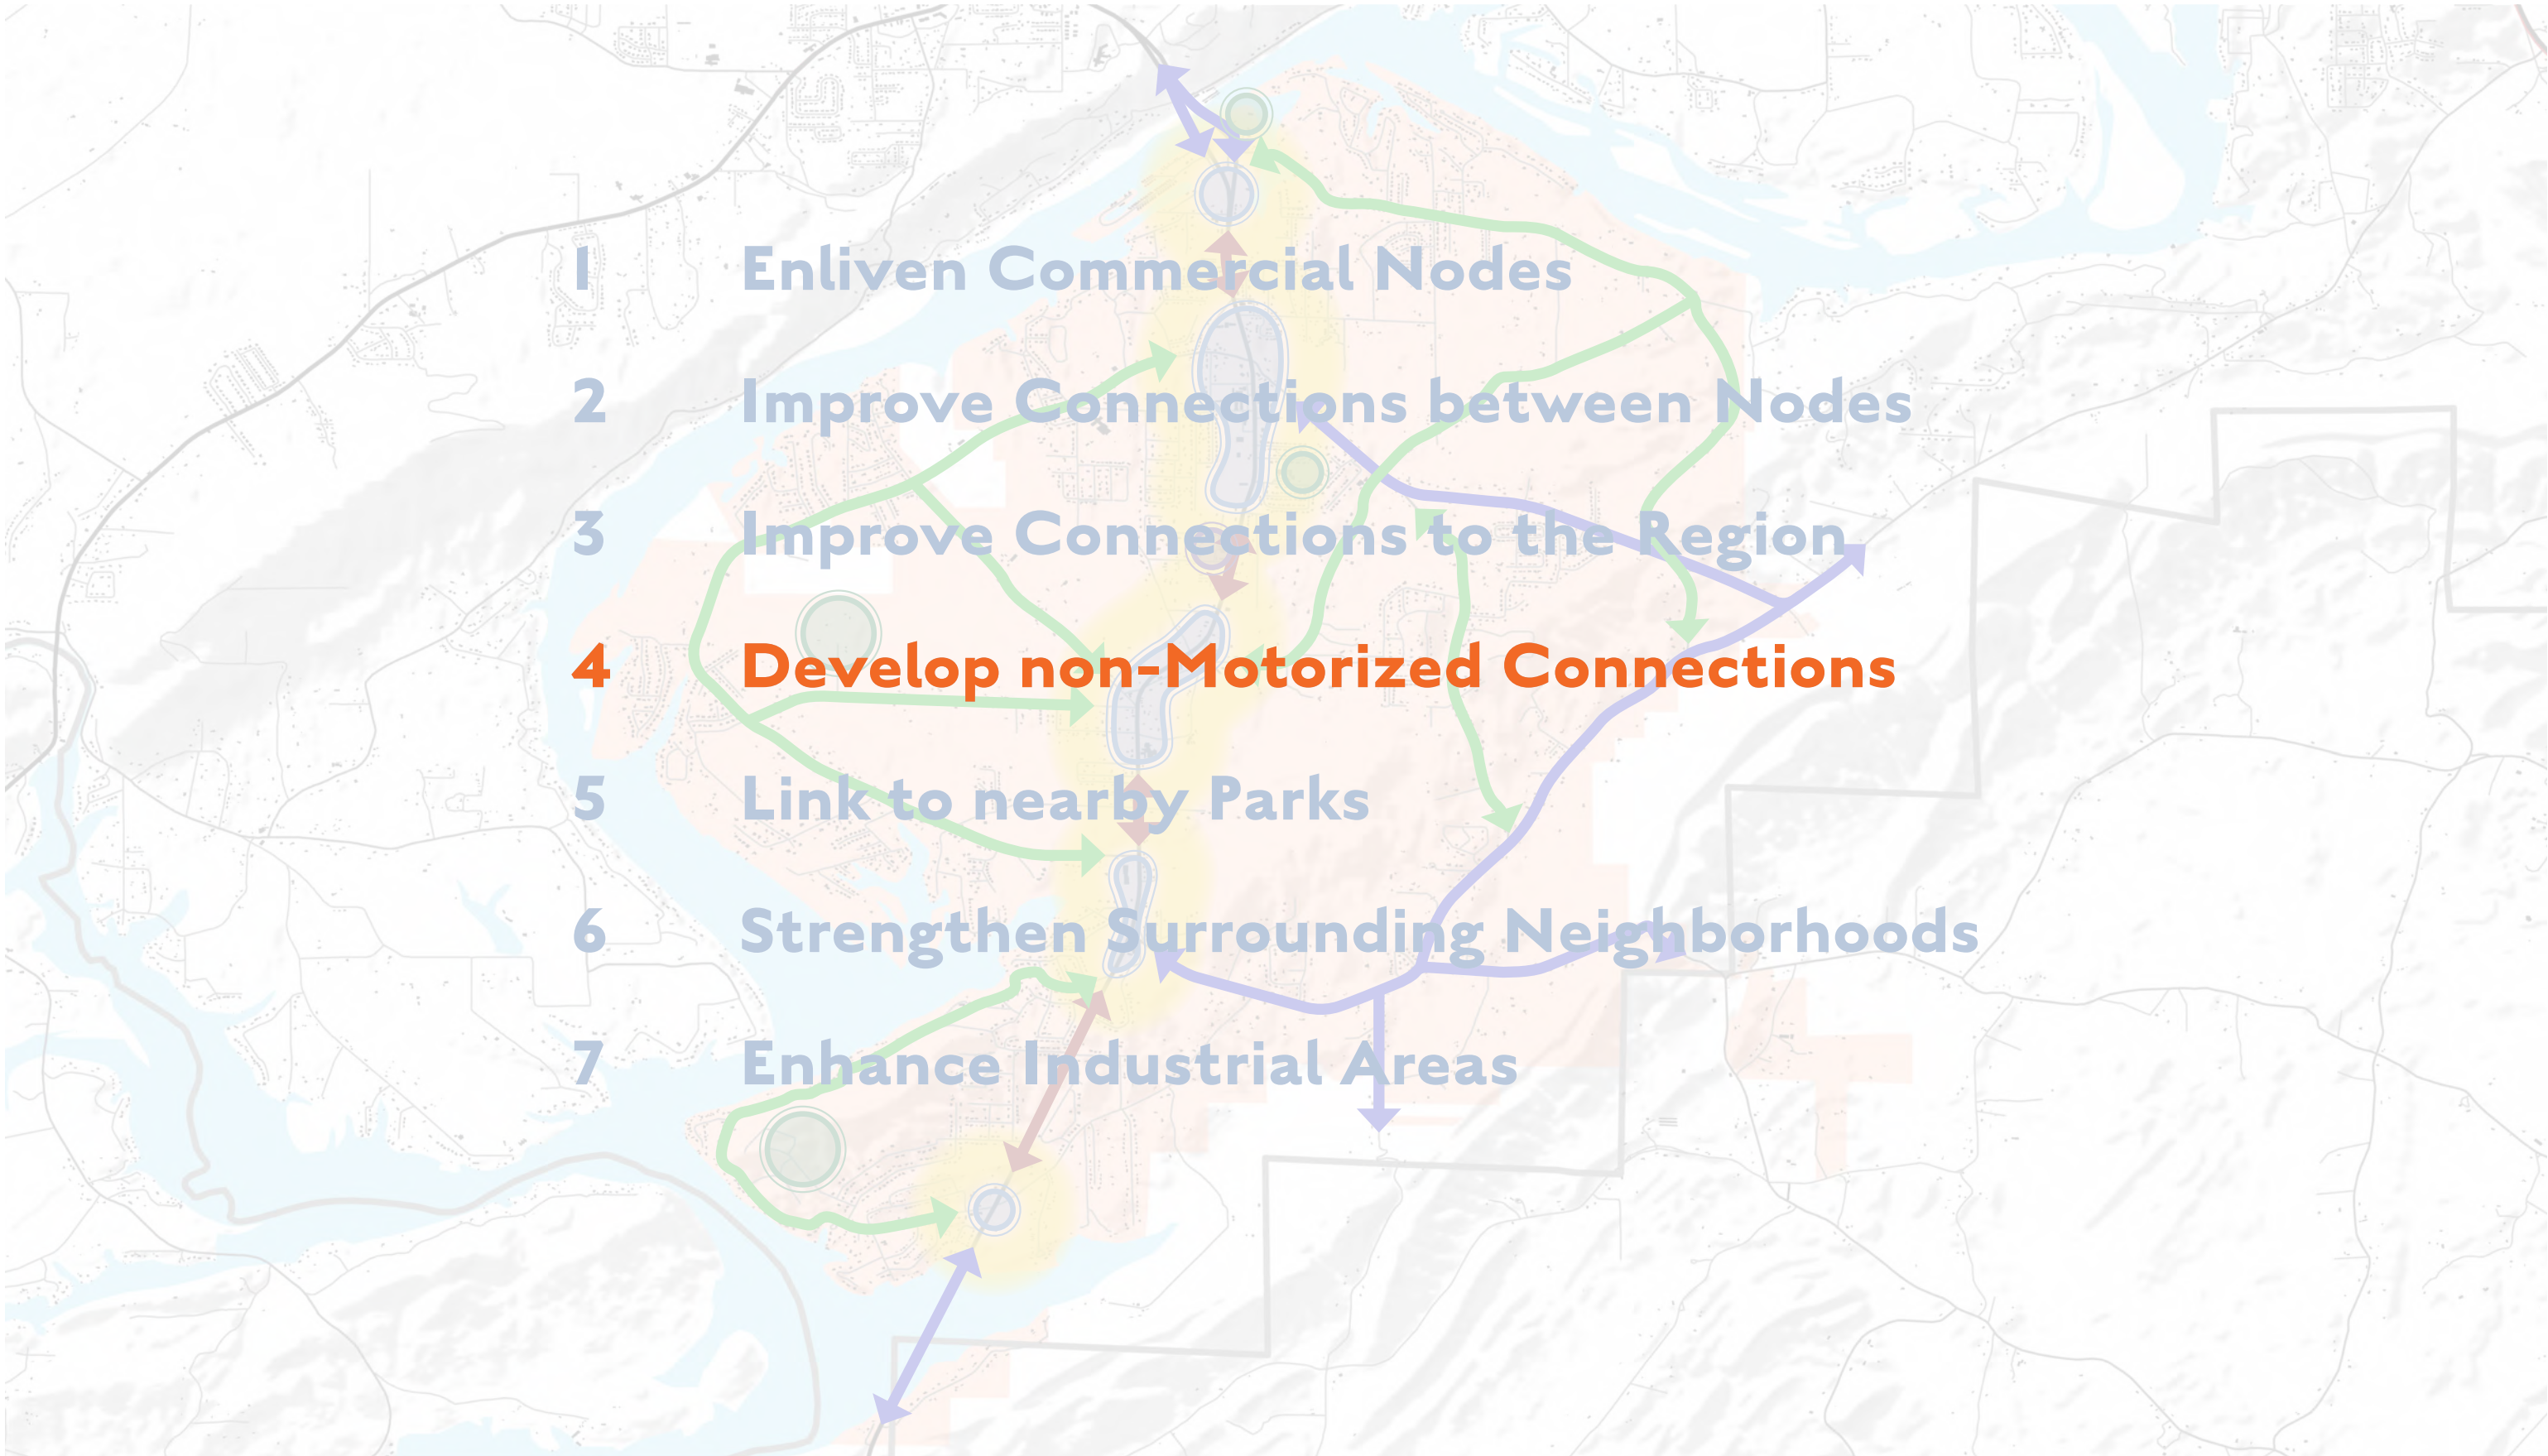 1 Enliven Commercial Nodes
2 Improve Connections between Nodes
3 Improve Connections to the Region
4 Develop non-Motorized Connections
5 Link to nearby Parks
6 Strengthen Surrounding Neighborhoods
7 Enhance Industrial Areas